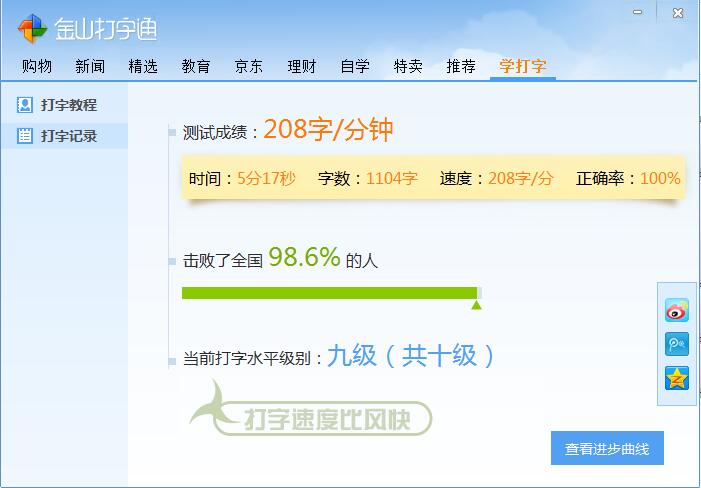 金山打字通
购物 新闻 精选 教育 京东 理财 自学 特卖 推荐 学打字
打字教程
打字记录
测试成绩：208字/分钟
时间：5分17秒 字数：1104字 速度：208字/分 正确率：100%
击败了全国 98.6% 的人
当前打字水平级别：九级（共十级）
打字速度比风快
查看进步曲线